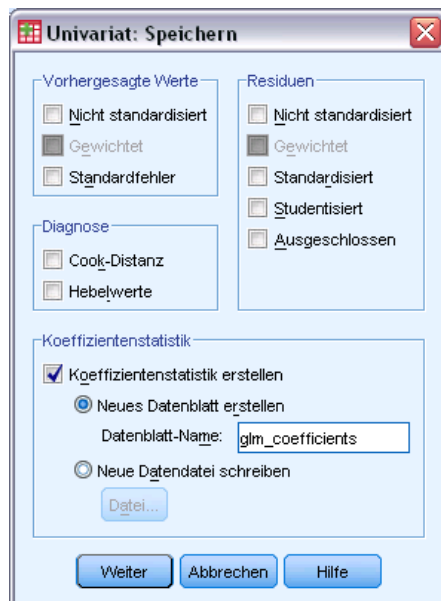 Univariat: Speichern
Vorhergesagte Werte
Nicht standardisiert
Gewichtet
Standardfehler
Diagnose
Cook-Distanz
Hebelwerte
Residuen
Nicht standardisiert
Gewichtet
Standardisiert
Studentisiert
Ausgeschlossen
Koeffizientenstatistik
Koeffizientenstatistik erstellen
Neues Datenblatt erstellen
Datenblatt-Name: glm_coefficients
Neue Datendatei schreiben
Datei...
Weiter Abbrechen Hilfe